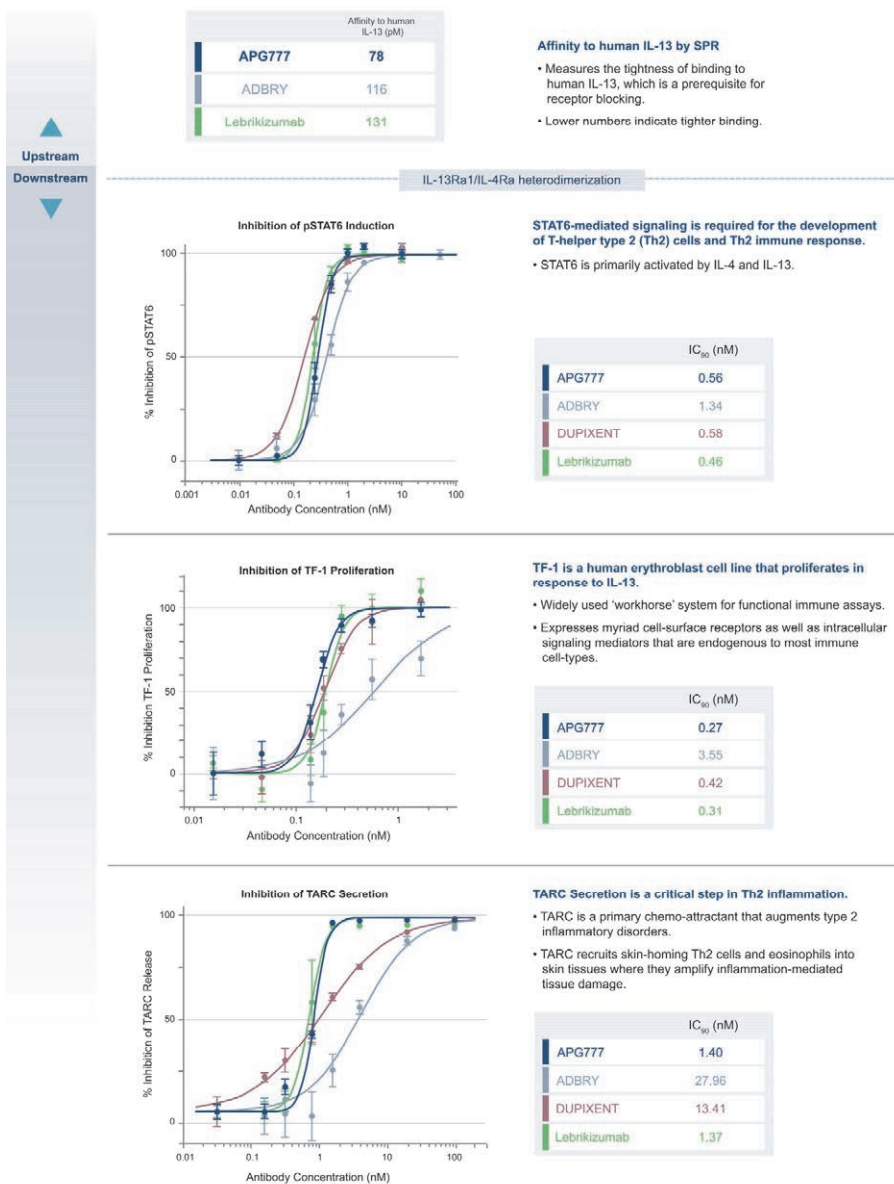 Affinity to human
IL-13 (pM)
APG777 78
ADBRY 116
Lebrikizumab 131
Affinity to human IL-13 by SPR
• Measures the tightness of binding to
human IL-13, which is a prerequisite for
receptor blocking.
• Lower numbers indicate tighter binding.
Upstream
Downstream
IL-13Ra1/IL-4Ra heterodimerization
Inhibition of pSTAT6 Induction
% Inhibition of pSTAT6
100
50
0
0.001 0.01 0.1 1 10 100
Antibody Concentration (nM)
STAT6-mediated signaling is required for the development
of T-helper type 2 (Th2) cells and Th2 immune response.
• STAT6 is primarily activated by IL-4 and IL-13.
IC90 (nM)
APG777 0.56
ADBRY 1.34
DUPIXENT 0.58
Lebrikizumab 0.46
Inhibition of TF-1 Proliferation
% Inhibition TF-1 Proliferation
100
50
0
0.01 0.1 1
Antibody Concentration (nM)
TF-1 is a human erythroblast cell line that proliferates in
response to IL-13.
• Widely used ‘workhorse’ system for functional immune assays.
• Expresses myriad cell-surface receptors as well as intracellular
signaling mediators that are endogenous to most immune
cell-types.
IC90 (nM)
APG777 0.27
ADBRY 3.55
DUPIXENT 0.42
Lebrikizumab 0.31
Inhibition of TARC Secretion
% Inhibition of TARC Release
100
50
0
0.01 0.1 1 10 100
Antibody Concentration (nM)
TARC Secretion is a critical step in Th2 inflammation.
• TARC is a primary chemo-attractant that augments type 2
inflammatory disorders.
• TARC recruits skin-homing Th2 cells and eosinophils into
skin tissues where they amplify inflammation-mediated
tissue damage.
IC90 (nM)
APG777 1.40
ADBRY 27.96
DUPIXENT 13.41
Lebrikizumab 1.37